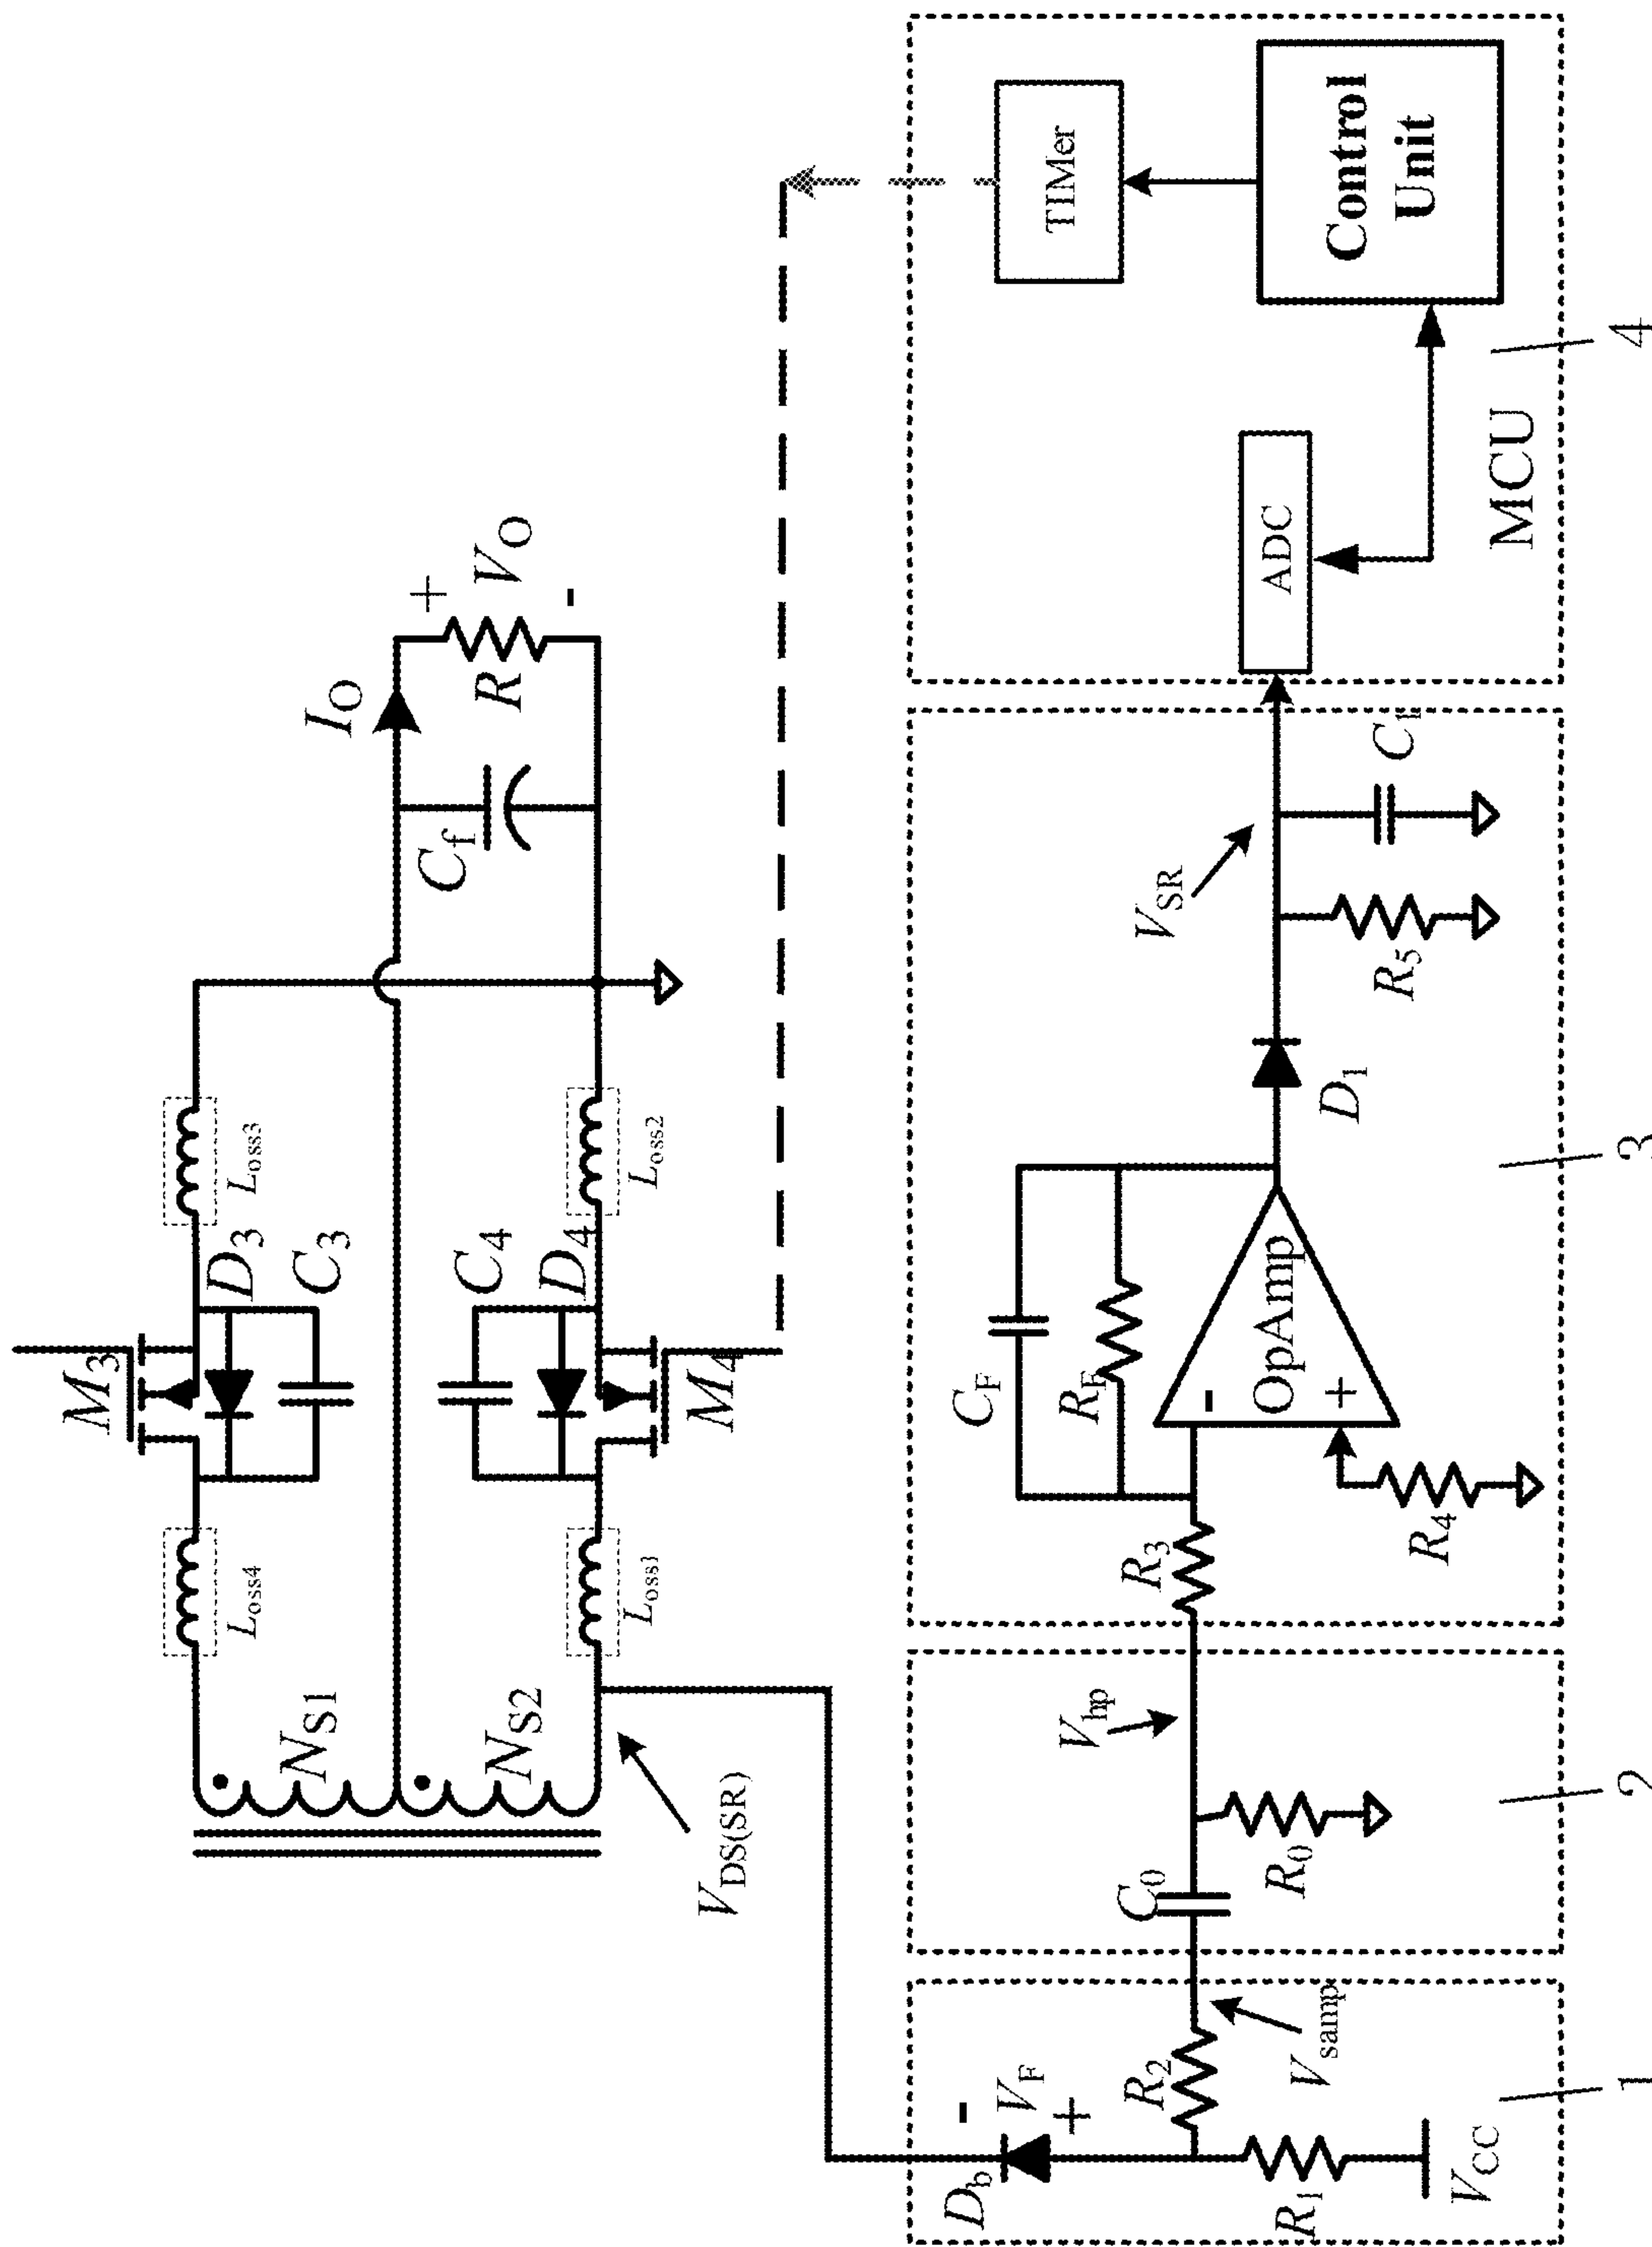 M3
M4
D3
C3
C4
D4
Loss4
Loss3
Loss1
Loss2
NS1
NS2
VDS(SR)
IO
Cf
R
+
VO
-
Db
-
VF
+
R1
VCC
R2
Vsamp
C0
R0
Vhp
R3
R4
CF
RF
-
OpAmp
+
D1
VSR
R5
C1
ADC
MCU
TIMer
Control
Unit
1
2
3
4